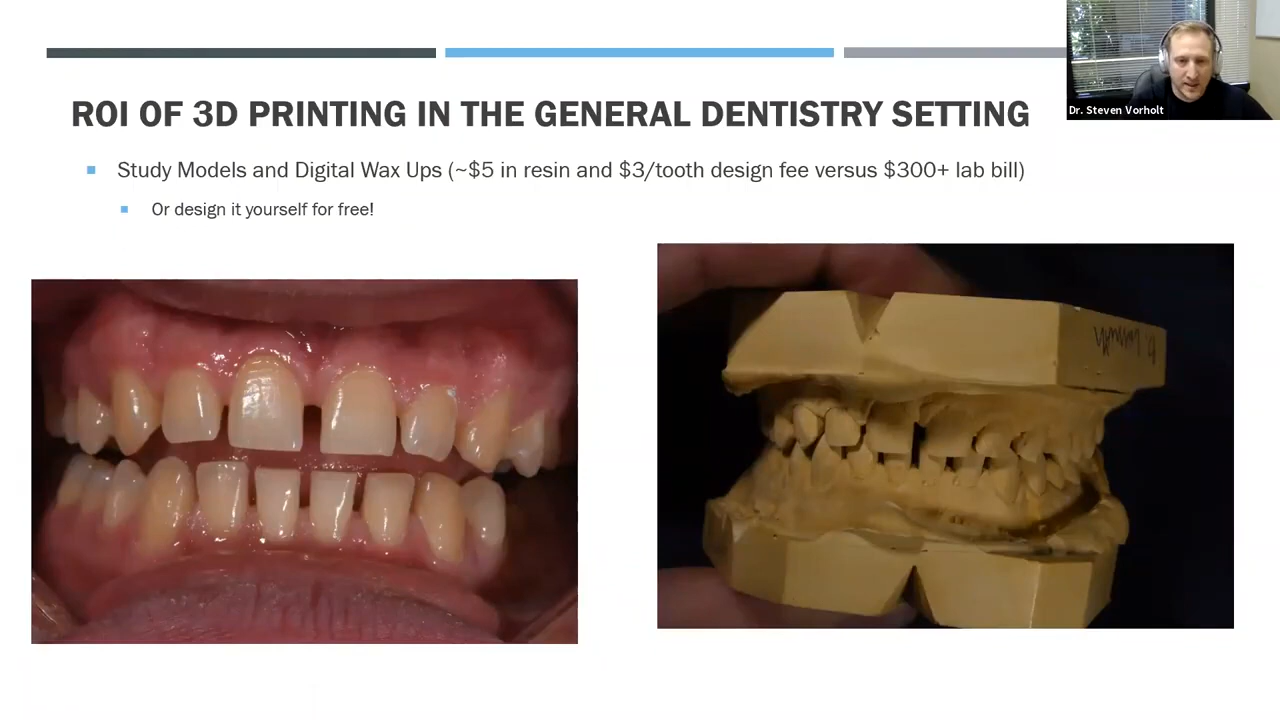 Dr. Steven Vorholt
ROI OF 3D PRINTING IN THE GENERAL DENTISTRY SETTING
Study Models and Digital Wax Ups (~$5 in resin and $3/tooth design fee versus $300+ lab bill)
Or design it yourself for free!